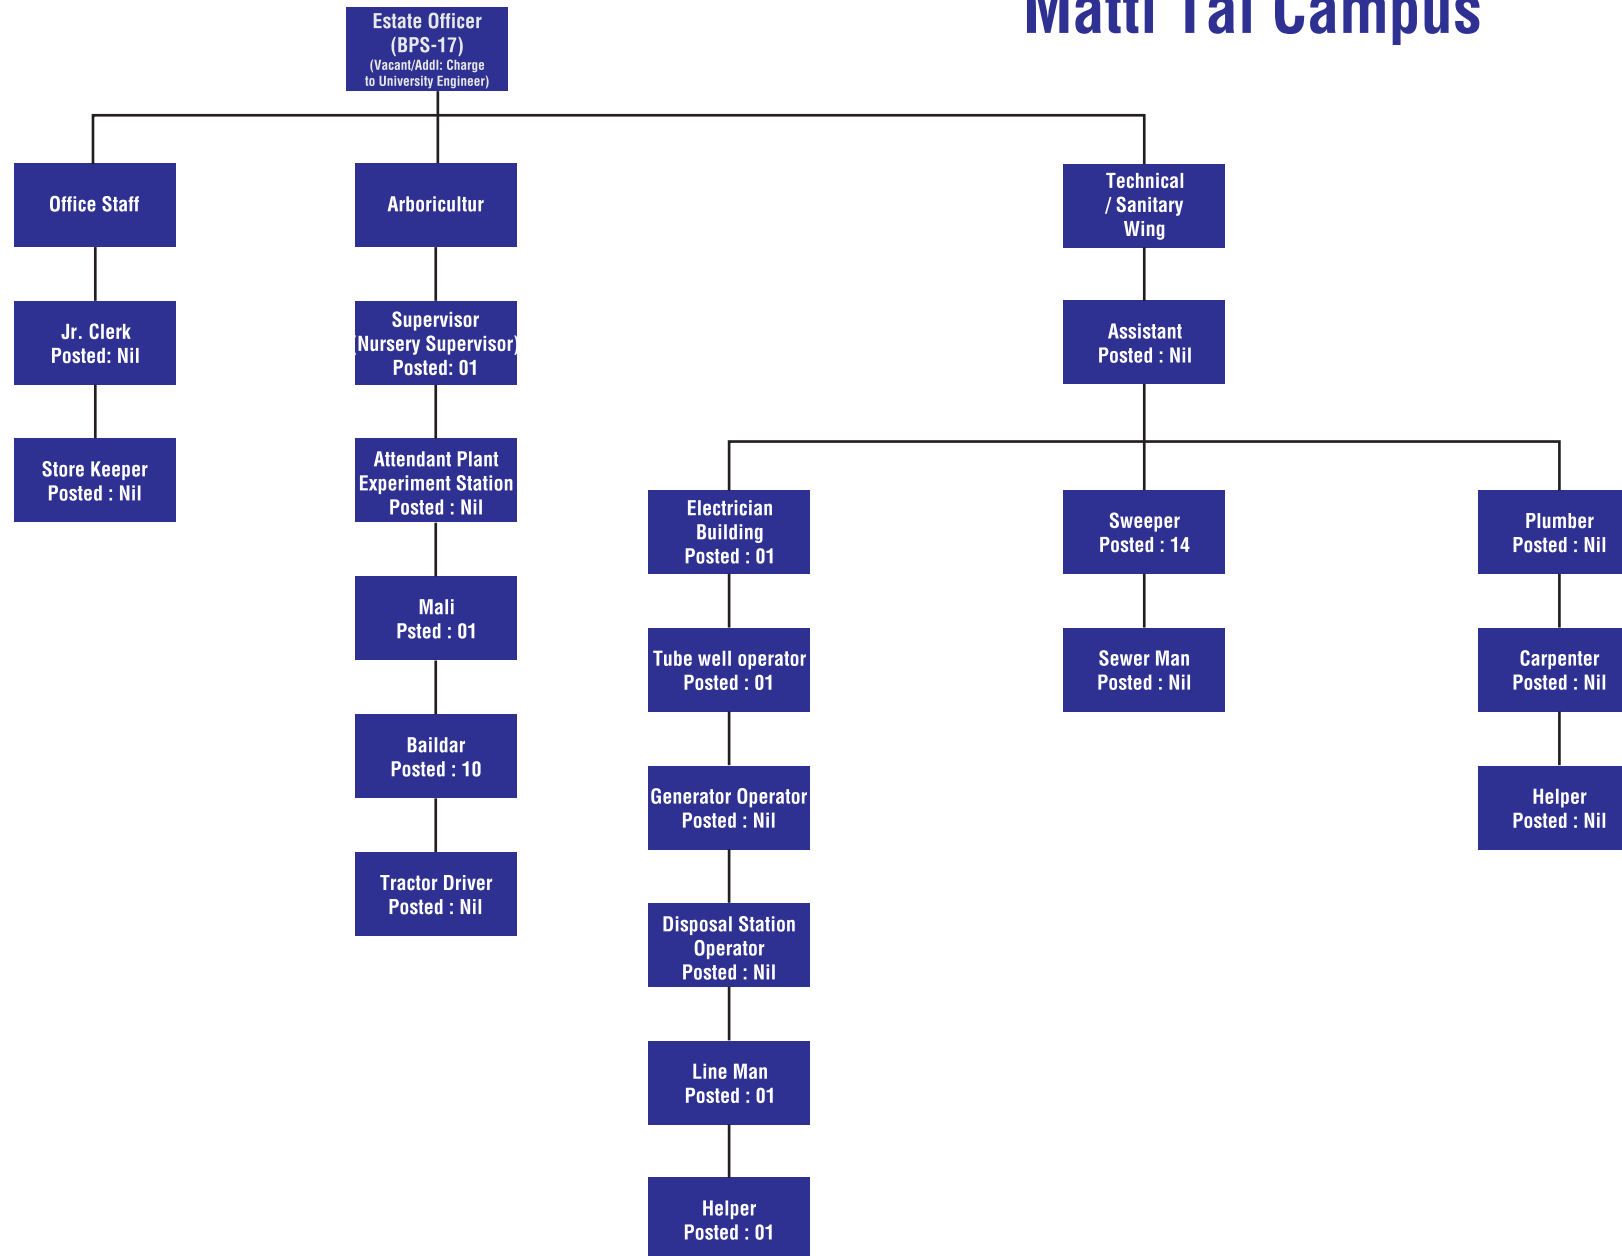 Matti Tal Campus
Estate Officer
(BPS-17)
(Vacant/Addl: Charge
to University Engineer)
Office Staff
Jr. Clerk
Posted: Nil
Store Keeper
Posted : Nil
Arboricultur
Supervisor
(Nursery Supervisor)
Posted: 01
Attendant Plant
Experiment Station
Posted : Nil
Mali
Psted : 01
Baildar
Posted : 10
Tractor Driver
Posted : Nil
Technical
/ Sanitary
Wing
Assistant
Posted : Nil
Electrician
Building
Posted : 01
Tube well operator
Posted : 01
Generator Operator
Posted : Nil
Disposal Station
Operator
Posted : Nil
Line Man
Posted : 01
Helper
Posted : 01
Sweeper
Posted : 14
Sewer Man
Posted : Nil
Plumber
Posted : Nil
Carpenter
Posted : Nil
Helper
Posted : Nil